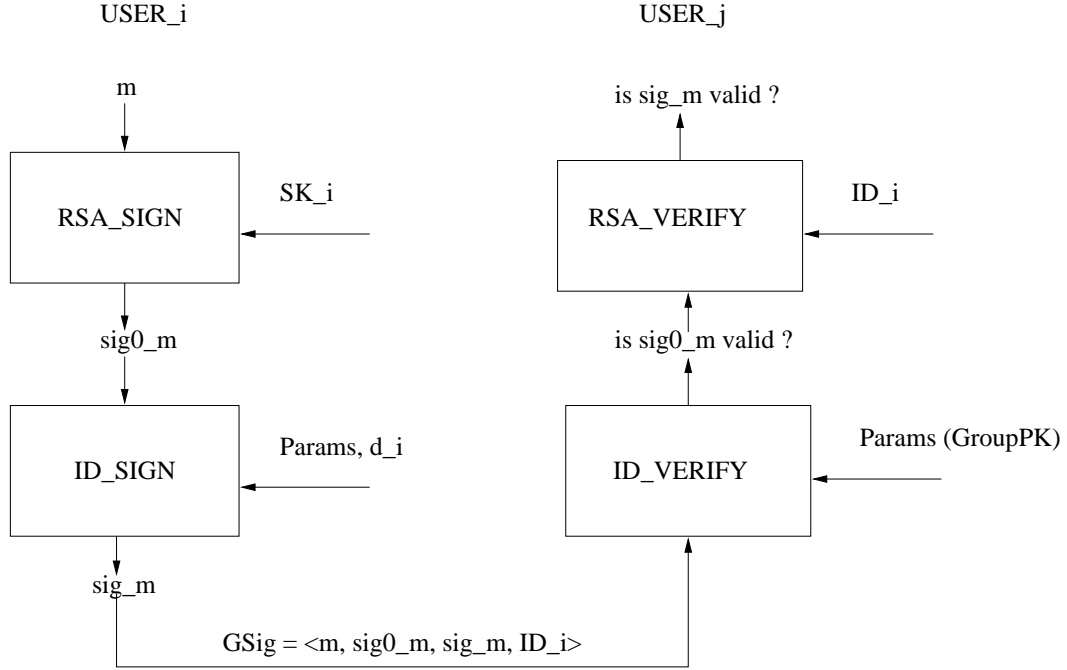 USER_i
USER_j
m
is sig_m valid ?
SK_i
ID_i
RSA_SIGN
RSA_VERIFY
sig0_m
is sig0_m valid ?
Params, d_i
Params (GroupPK)
ID_SIGN
ID_VERIFY
sig_m
GSig = <m, sig0_m, sig_m, ID_i>